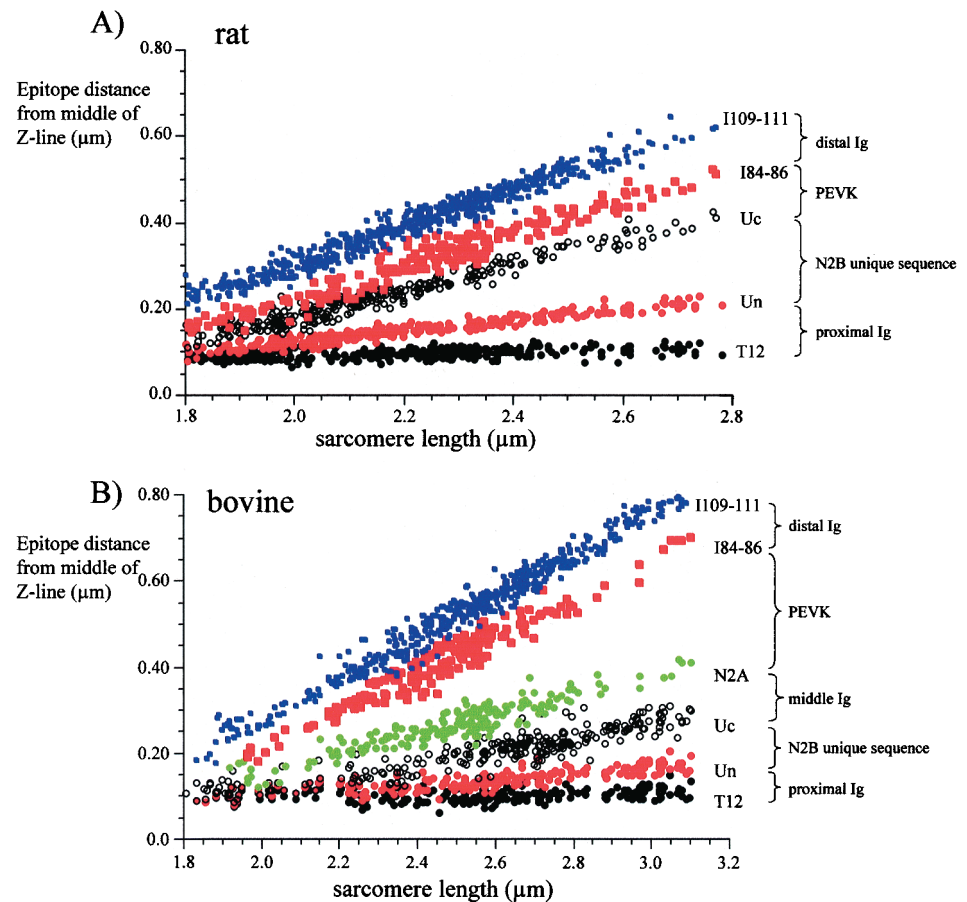 A)
rat
Epitope distance
from middle of
Z-line (µm)
0.80
0.60
0.40
0.20
0.0
I109-111
distal Ig
I84-86
PEVK
Uc
N2B unique sequence
Un
proximal Ig
T12
1.8 2.0 2.2 2.4 2.6 2.8
sarcomere length (µm)
B)
bovine
Epitope distance
from middle of
Z-line (µm)
0.80
0.60
0.40
0.20
0.0
I109-111
distal Ig
I84-86
PEVK
N2A
middle Ig
Uc
N2B unique sequence
Un
proximal Ig
T12
1.8 2.0 2.2 2.4 2.6 2.8 3.0 3.2
sarcomere length (µm)